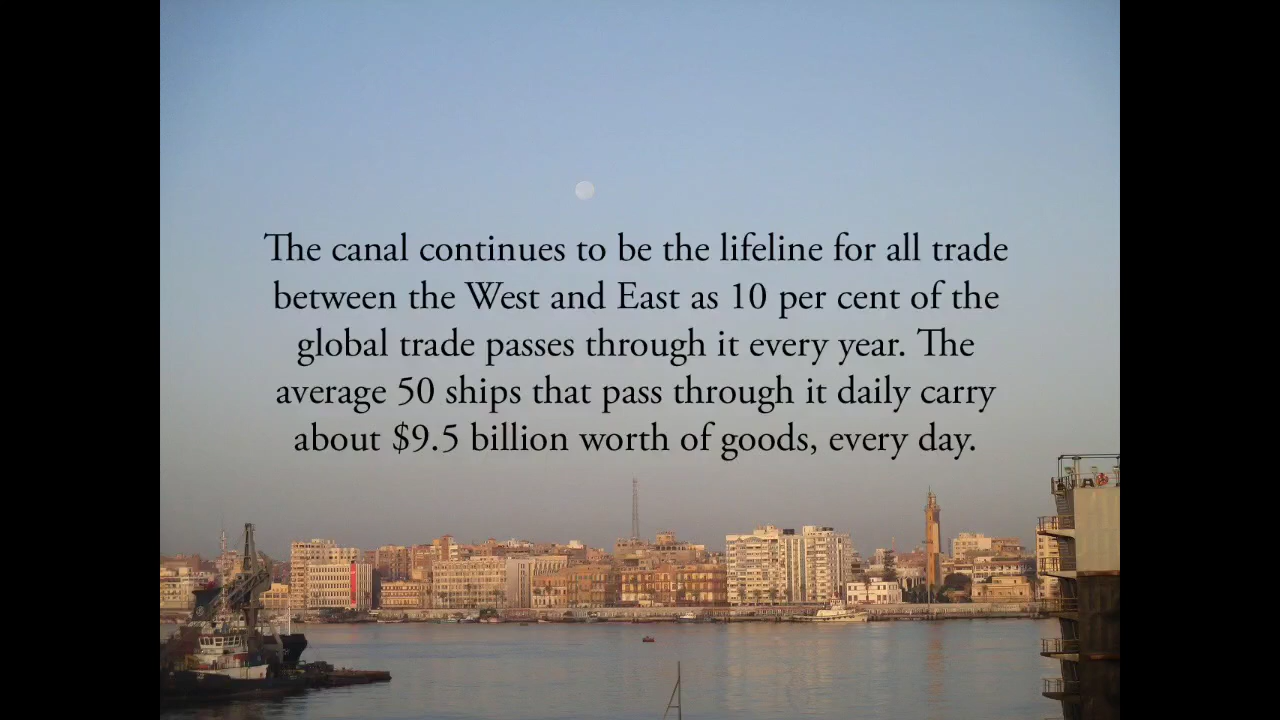 The canal continues to be the lifeline for all trade
between the West and East as 10 per cent of the
global trade passes through it every year. The
average 50 ships that pass through it daily carry
about $9.5 billion worth of goods, every day.